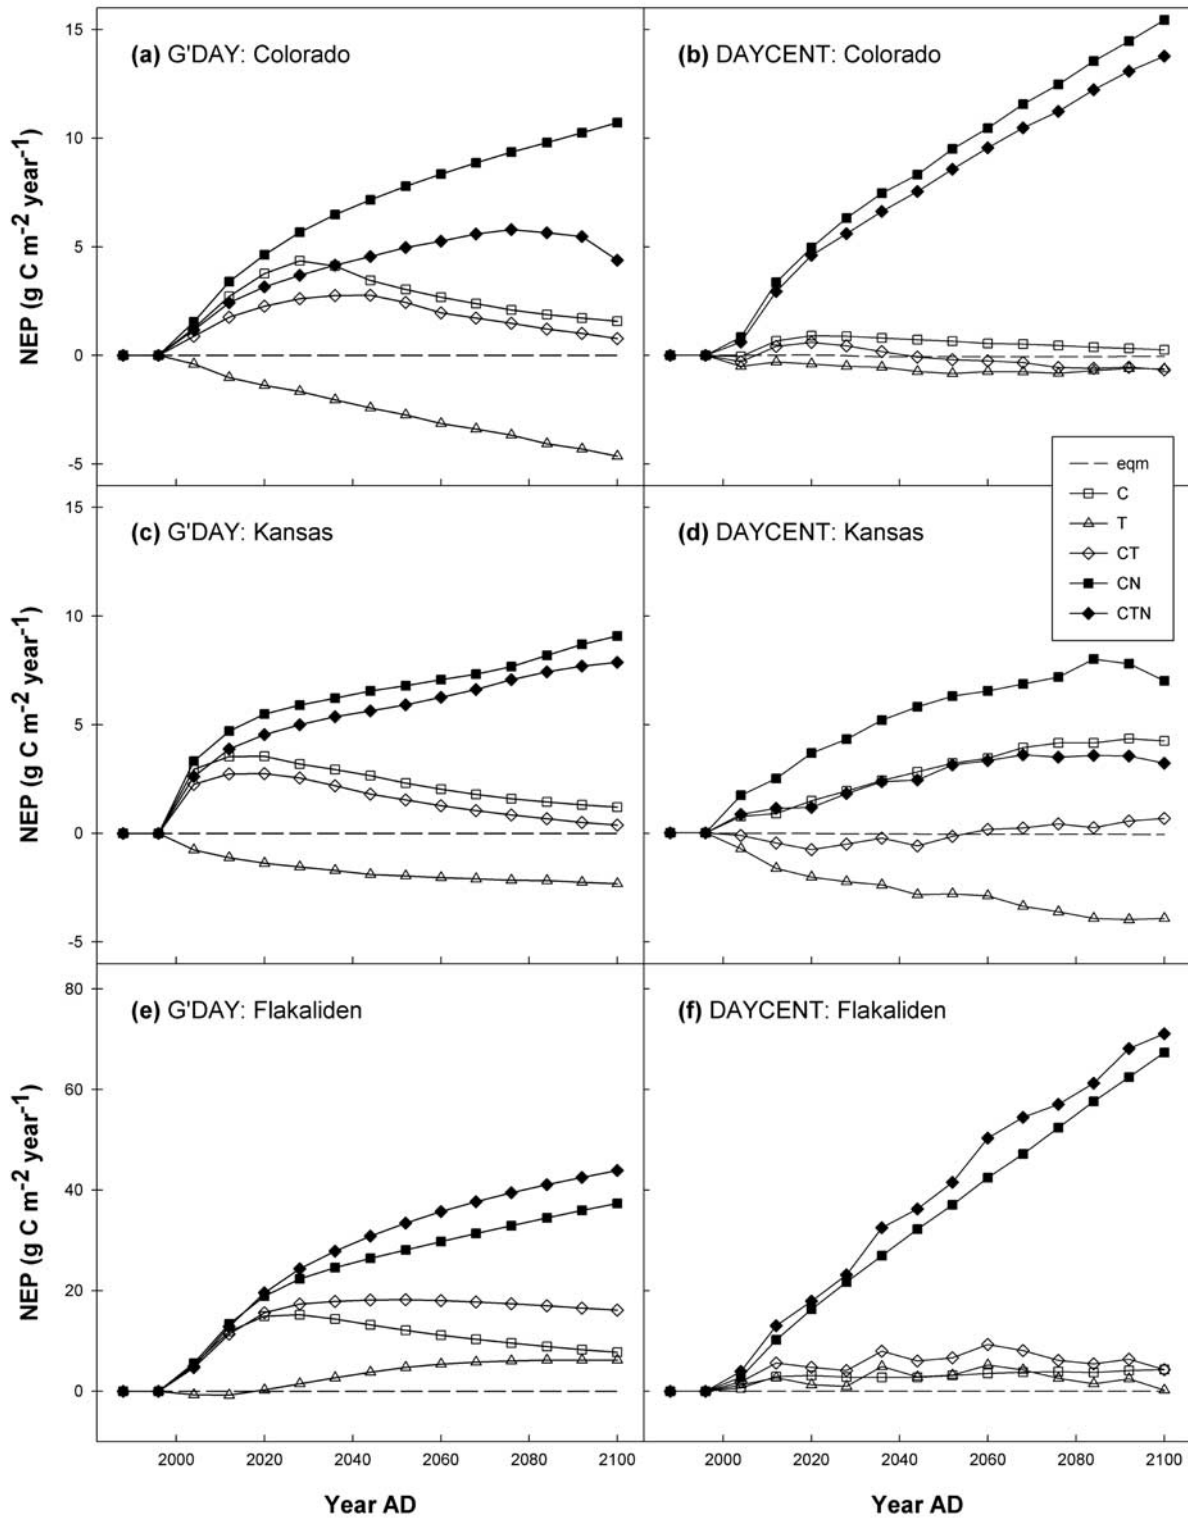 (a) G'DAY: Colorado
(b) DAYCENT: Colorado
15
10
5
0
-5
NEP (g C m-2 year-1)
eqm
C
T
CT
CN
CTN
(c) G'DAY: Kansas
(d) DAYCENT: Kansas
15
10
5
0
-5
NEP (g C m-2 year-1)
(e) G'DAY: Flakaliden
(f) DAYCENT: Flakaliden
80
60
40
20
0
NEP (g C m-2 year-1)
2000 2020 2040 2060 2080 2100
2000 2020 2040 2060 2080 2100
Year AD
Year AD